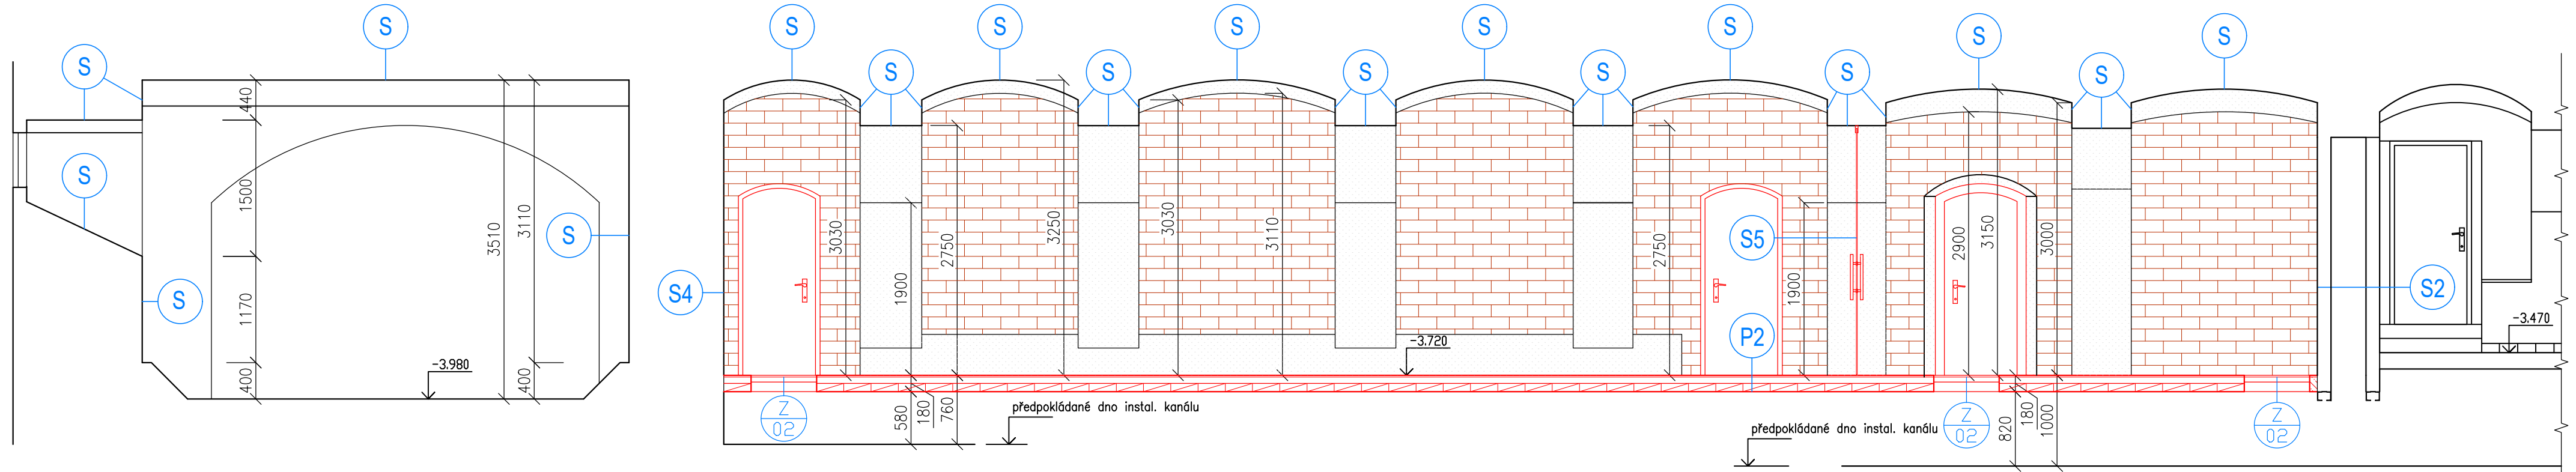 S
S
S
S
S
440
1500
1170
400
3510
3110
400
-3.980
S
S
S
S
S
S
S
S
S
S
S
S
S
S4
3030
1900
2750
3250
3030
3110
2750
S5
1900
P2
2900
3150
3000
S2
-3.720
-3.470
Z
02
580
180
760
předpokládané dno instal. kanálu
předpokládané dno instal. kanálu
Z
02
820
180
1000
Z
02